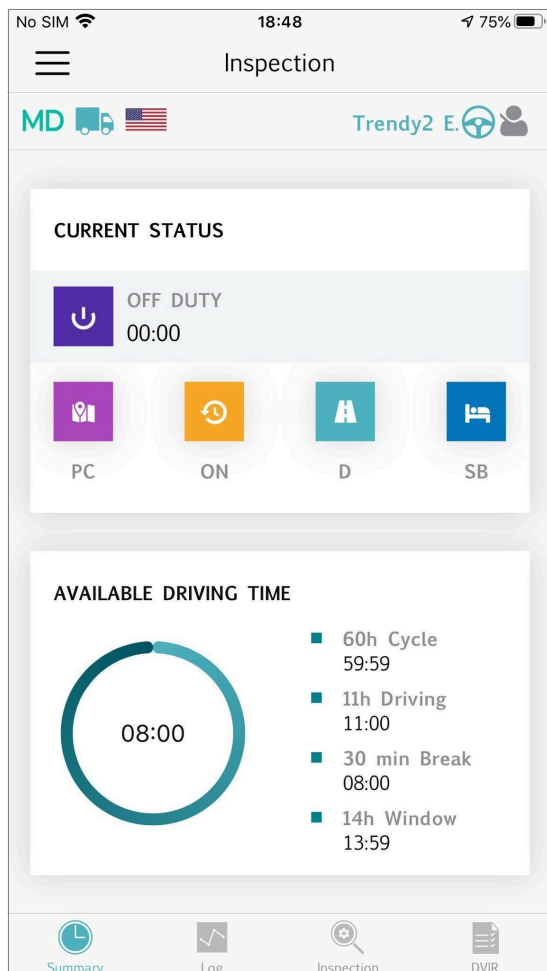 No SIM 18:48 75%
Inspection
MD Trendy2 E.
CURRENT STATUS
OFF DUTY
00:00
PC ON D SB
AVAILABLE DRIVING TIME
08:00
60h Cycle
59:59
11h Driving
11:00
30 min Break
08:00
14h Window
13:59
Summary Log Inspection DVIR